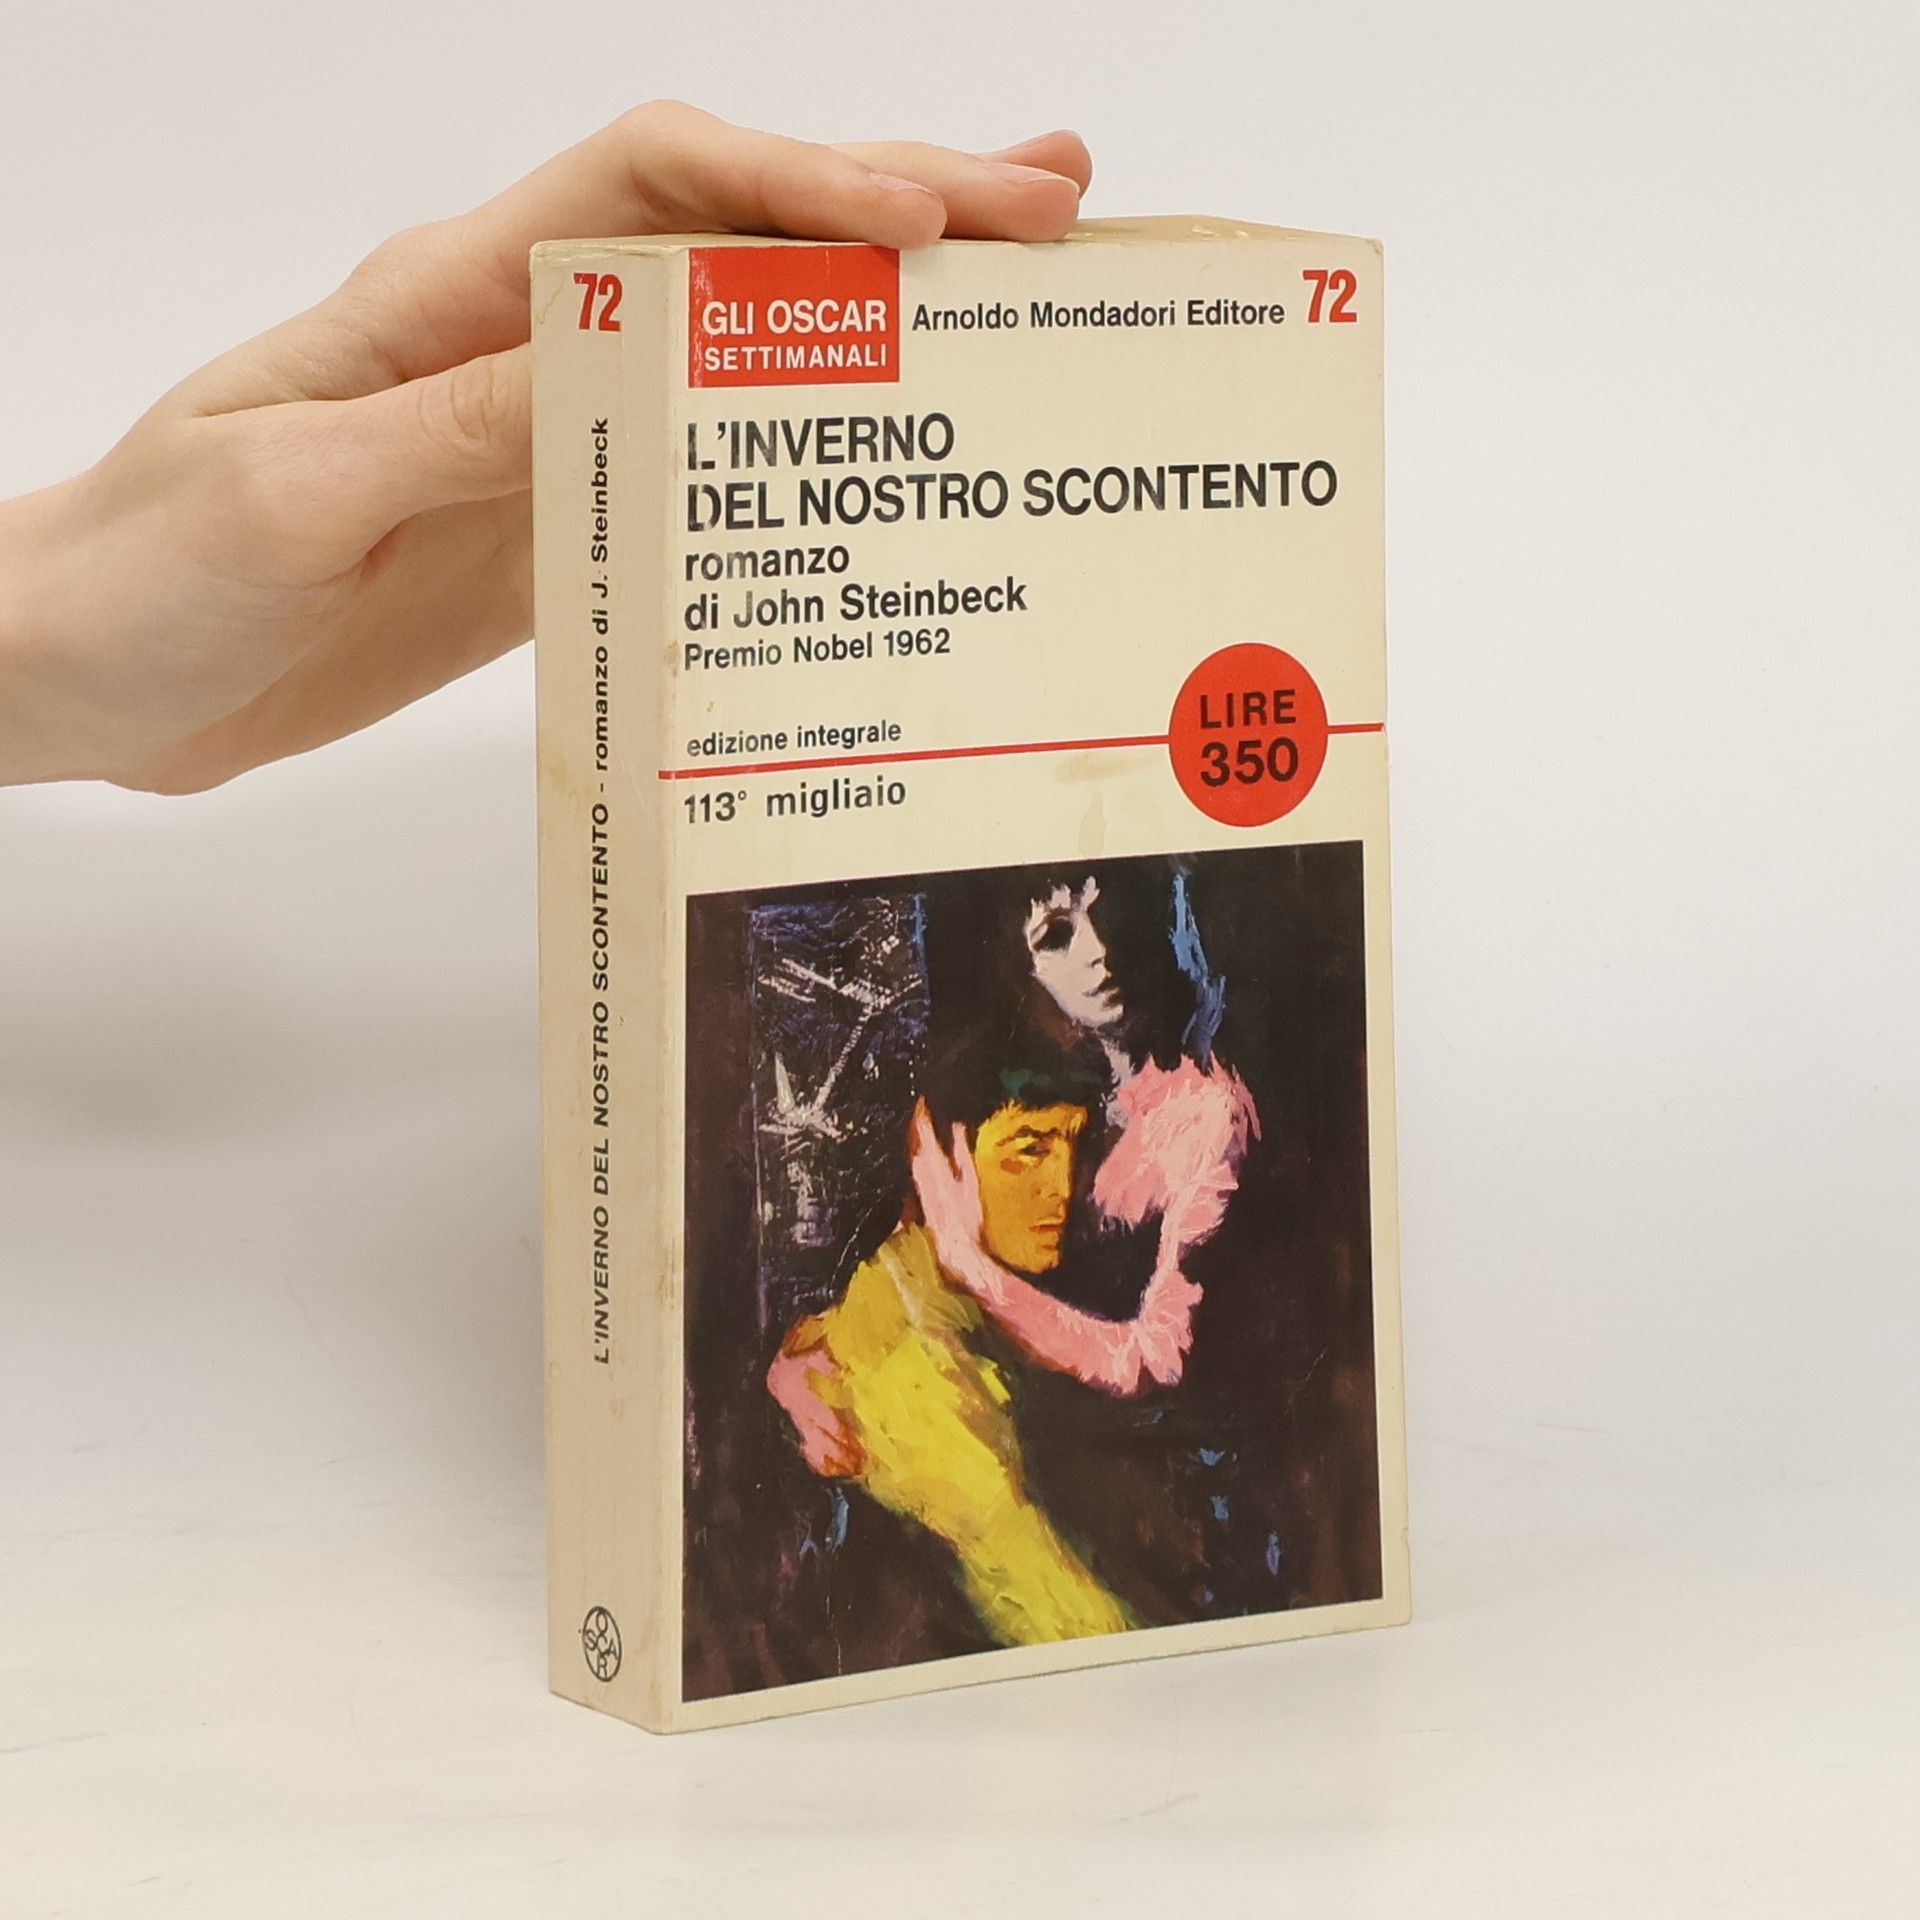 72
L'INVERNO DEL NOSTRO SCONTENTO - romanzo di J. Steinbeck
OSCAR
GLI OSCAR
SETTIMANALI
Arnoldo Mondadori Editore 72
L'INVERNO
DEL NOSTRO SCONTENTO
romanzo
di John Steinbeck
Premio Nobel 1962
edizione integrale
LIRE
350
113° migliaio